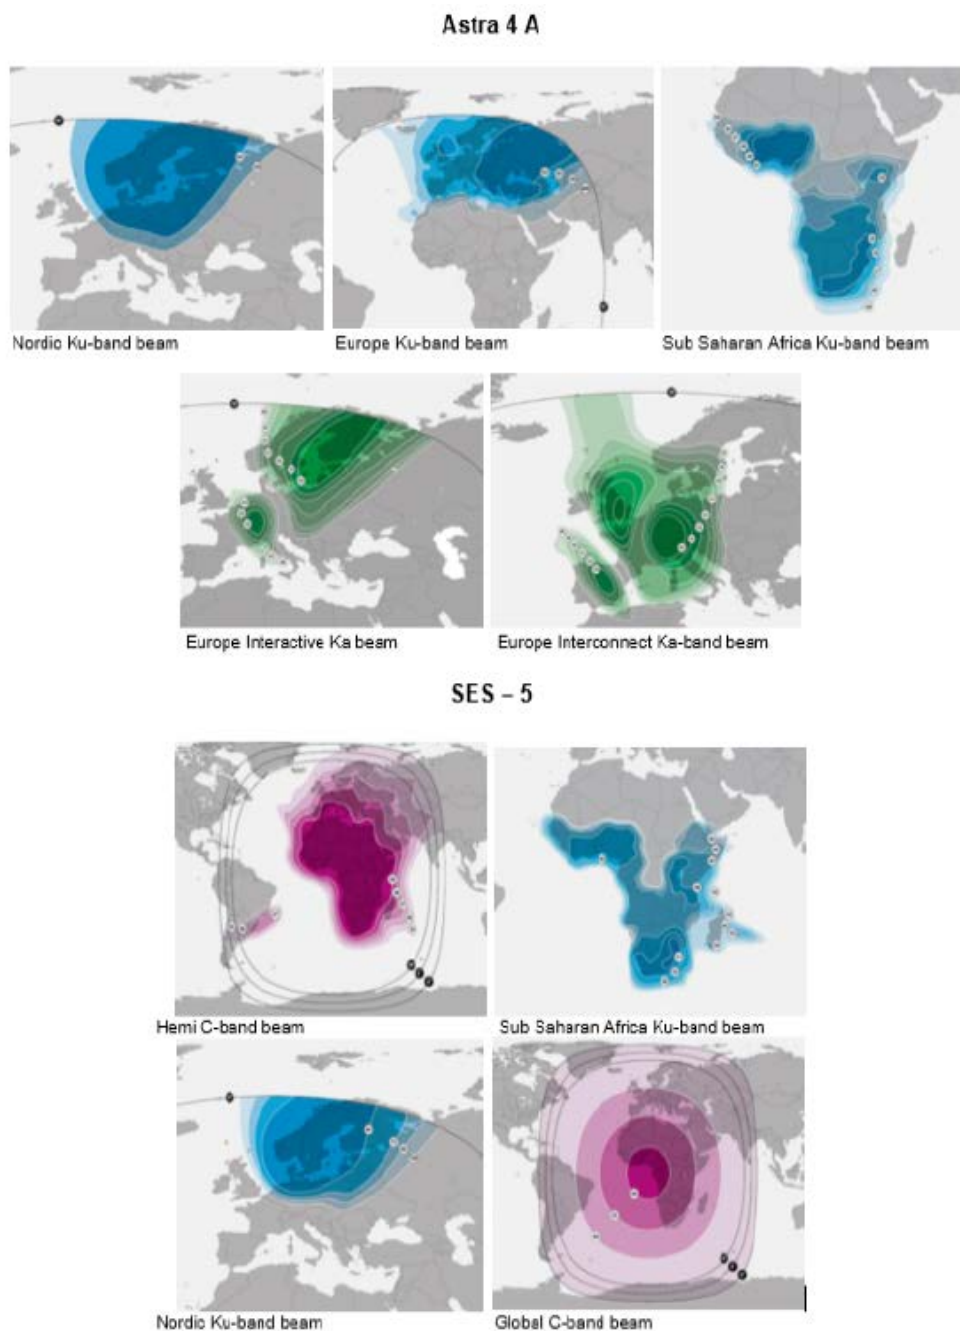 Astra 4 A
Nordic Ku-band beam
Europe Ku-band beam
Sub Saharan Africa Ku-band beam
Europe Interactive Ka beam
Europe Interconnect Ka-band beam
SES – 5
Hemi C-band beam
Sub Saharan Africa Ku-band beam
Nordic Ku-band beam
Global C-band beam